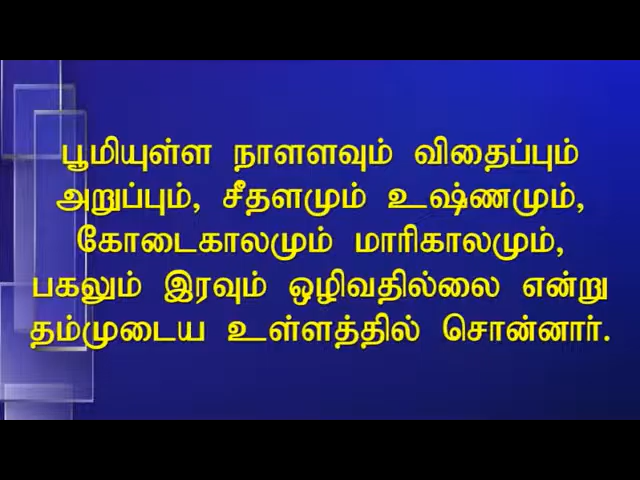 பூமியுள்ள நாளளவும் விதைப்பும்
அறுப்பும், சீதளமும் உஷ்ணமும்,
கோடைகாலமும் மாரிகாலமும்,
பகலும் இரவும் ஒழிவதில்லை என்று
தம்முடைய உள்ளத்தில் சொன்னார்.